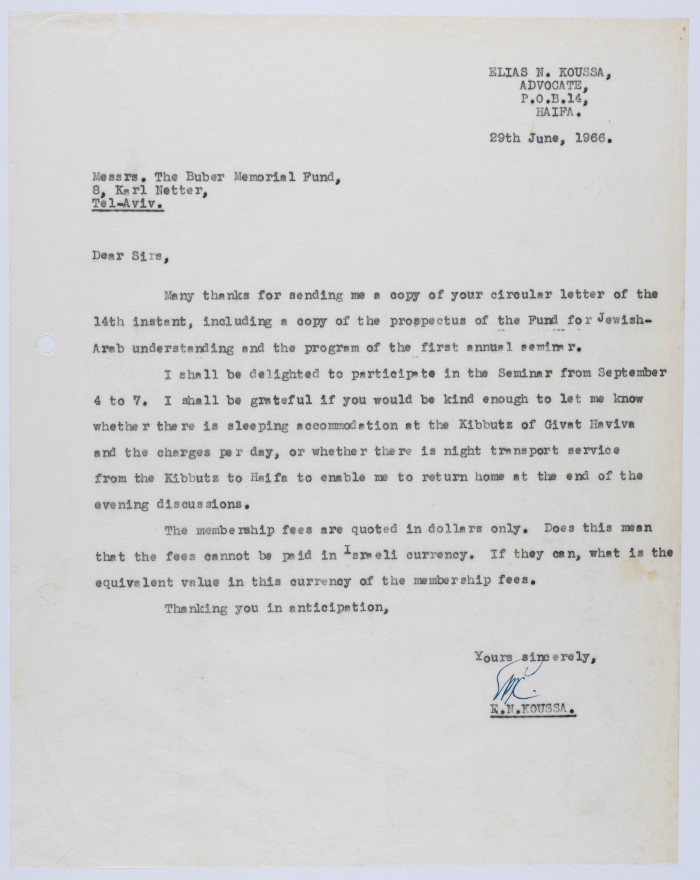 ELIAS N. KOUSSA,
ADVOCATE,
P.O.B.14,
HAIFA.
29th June, 1966.
Messrs. The Buber Memorial Fund,
8, Karl Netter,
Tel-Aviv.
Dear Sirs,
Many thanks for sending me a copy of your circular letter of the
14th instant, including a copy of the prospectus of the Fund for Jewish-
Arab understanding and the program of the first annual seminar.
I shall be delighted to participate in the Seminar from September
4 to 7. I shall be grateful if you would be kind enough to let me know
whether there is sleeping accommodation at the Kibbutz of Givat Haviva
and the charges per day, or whether there is night transport service
from the Kibbutz to Haifa to enable me to return home at the end of the
evening discussions.
The membership fees are quoted in dollars only. Does this mean
that the fees cannot be paid in Israeli currency. If they can, what is the
equivalent value in this currency of the membership fees.
Thanking you in anticipation,
Yours sincerely,
E.N.KOUSSA.